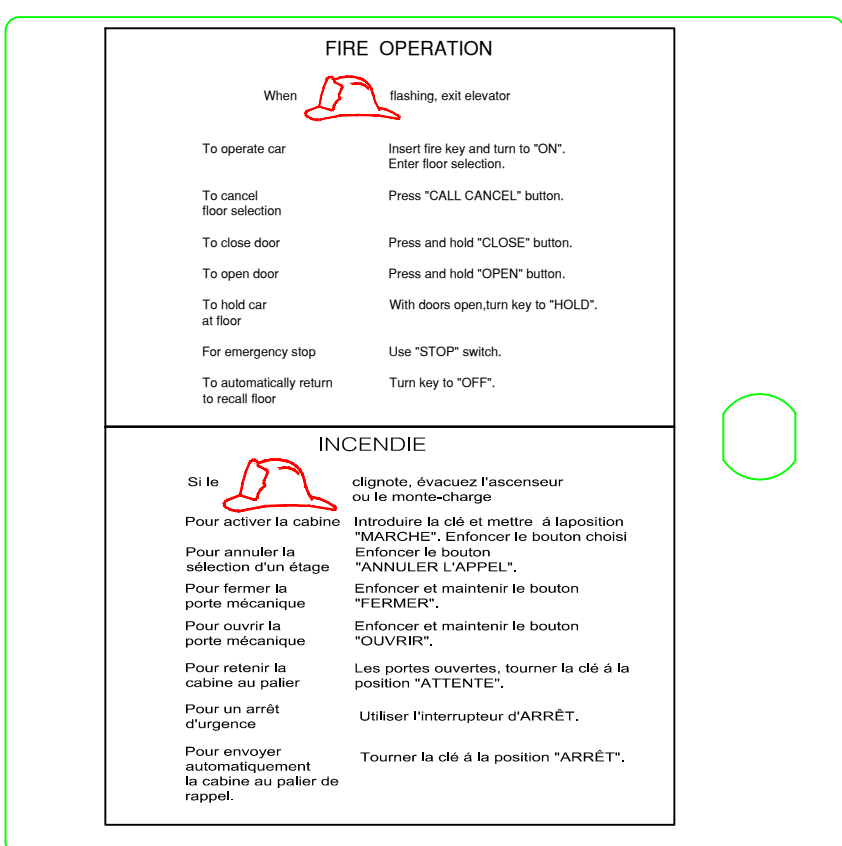 FIRE OPERATION
When flashing, exit elevator
To operate car Insert fire key and turn to "ON".
Enter floor selection.
To cancel Press "CALL CANCEL" button.
floor selection
To close door Press and hold "CLOSE" button.
To open door Press and hold "OPEN" button.
To hold car With doors open,turn key to "HOLD".
at floor
For emergency stop Use "STOP" switch.
To automatically return Turn key to "OFF".
to recall floor
INCENDIE
Si le clignote, évacuez l'ascenseur
ou le monte-charge
Pour activer la cabine Introduire la clé et mettre á laposition
"MARCHE". Enfoncer le bouton choisi
Pour annuler la Enfoncer le bouton
sélection d'un étage "ANNULER L'APPEL".
Pour fermer la Enfoncer et maintenir le bouton
porte mécanique "FERMER".
Pour ouvrir la Enfoncer et maintenir le bouton
porte mécanique "OUVRIR".
Pour retenir la Les portes ouvertes, tourner la clé á la
cabine au palier position "ATTENTE".
Pour un arrêt
d'urgence Utiliser l'interrupteur d'ARRÊT.
Pour envoyer Tourner la clé á la position "ARRÊT".
automatiquement
la cabine au palier de
rappel.